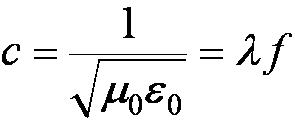 c = 1/√(μ₀ε₀) = λf